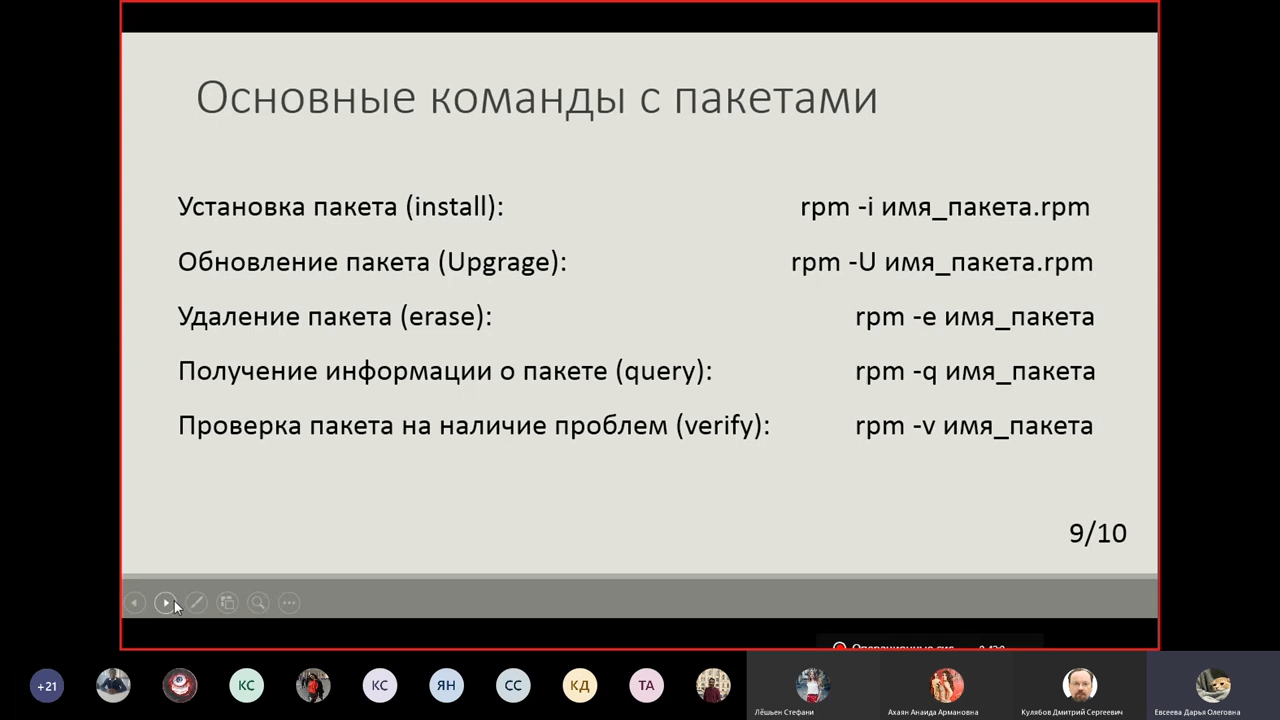 Основные команды с пакетами
Установка пакета (install): rpm -i имя_пакета.rpm
Обновление пакета (Upgrage): rpm -U имя_пакета.rpm
Удаление пакета (erase): rpm -e имя_пакета
Получение информации о пакете (query): rpm -q имя_пакета
Проверка пакета на наличие проблем (verify): rpm -v имя_пакета
9/10
Операционные сис
+21 КС КС ЯН СС КД ТА
Лёшьен Стефани Ахаян Анаида Армановна Кулябов Дмитрий Сергеевич Евсеева Дарья Олеговна